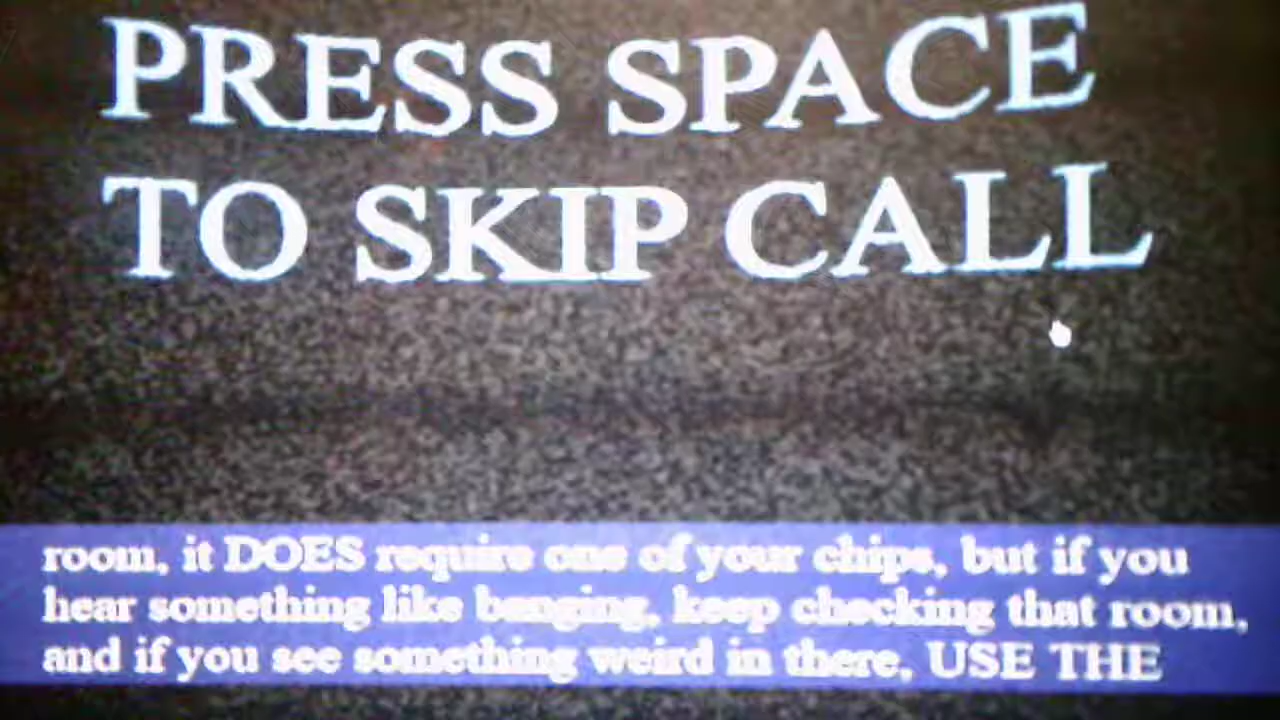 PRESS SPACE
TO SKIP CALL
room, it DOES require one of your chips, but if you
hear something like banging, keep checking that room,
and if you see something weird in there, USE THE